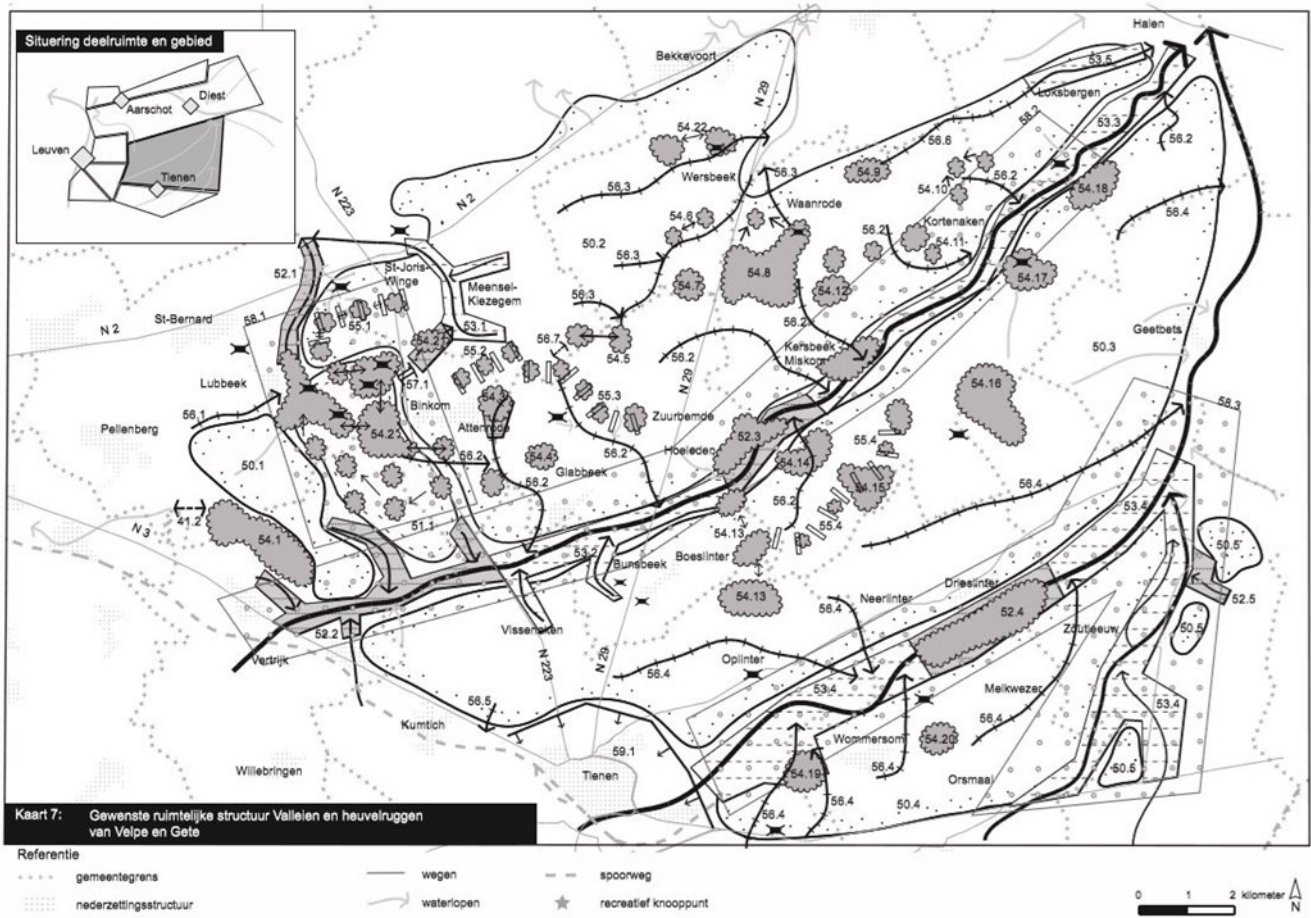 Situering deelruimte en gebied
Aarschot
Diest
Leuven
Tienen
Halen
Bekkevoort
53.5
Loksbergen
N 29
58.2
53.3
54.22
56.6
56.2
N 223
Wersbeek
56.3
54.9
54.10
56.2
54.18
56.3
N 2
54.6
Waanrode
Kortenaken
56.4
50.2
56.2
54.11
56.3
52.1
St-Joris-
Winge
54.8
54.17
Meensel-
Kiezegem
54.7
54.12
58.1
56.3
St-Bernard
55.1
53.1
56.2
Geetbets
N 2
54.21
56.7
Kersbeek
Miskom
50.3
55.2
54.5
56.2
Lubbeek
57.1
N 29
54.16
Binkom
55.3
58.3
56.1
Attenrode
Zuurbemde
Pellenberg
54.2
52.3
55.4
Hoeleden
56.2
54.4
56.2
54.14
50.1
Glabbeek
56.2
56.2
54.15
56.4
41.2
53.4
N 3
51.1
55.4
54.1
54.13
50.5
53.2
Boeslinter
Bunsbeek
Drieslinter
54.13
56.4
Neerlinter
52.4
52.5
52.2
Vissenaken
Zoutleeuw
50.5
Vertrijk
N 223
N 29
Oplinter
56.4
53.4
Melkwezer
56.5
53.4
56.4
Kumtich
59.1
Wommersom
54.20
50.5
Willebringen
Tienen
54.19
56.4
Orsmaal
56.4
56.4
50.4
Kaart 7: Gewenste ruimtelijke structuur Valleien en heuvelruggen
van Velpe en Gete
Referentie
gemeentegrens
wegen
spoorweg
nederzettingsstructuur
waterlopen
recreatief knooppunt
0 1 2 kilometer
N